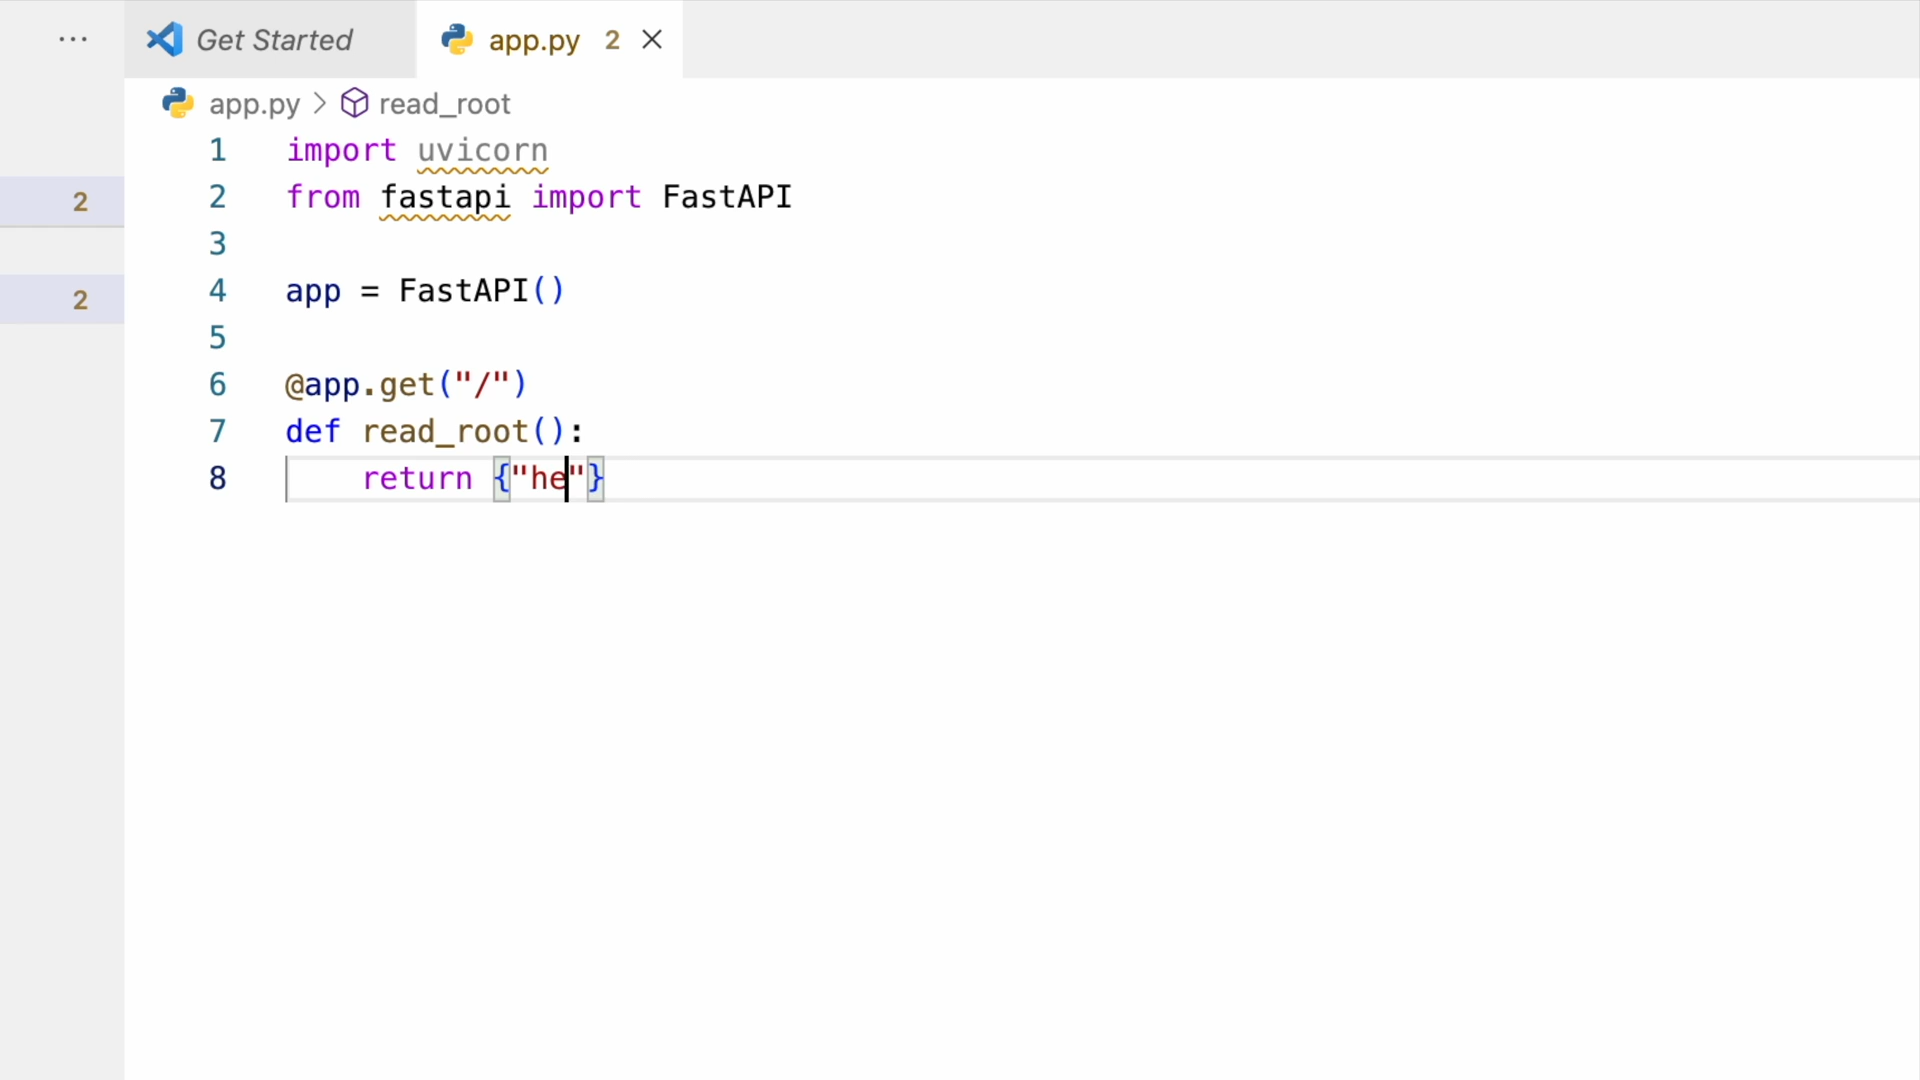 ... Get Started app.py 2
app.py > read_root
1 import uvicorn
2 2 from fastapi import FastAPI
3
2 4 app = FastAPI()
5
6 @app.get("/")
7 def read_root():
8     return {"he"}